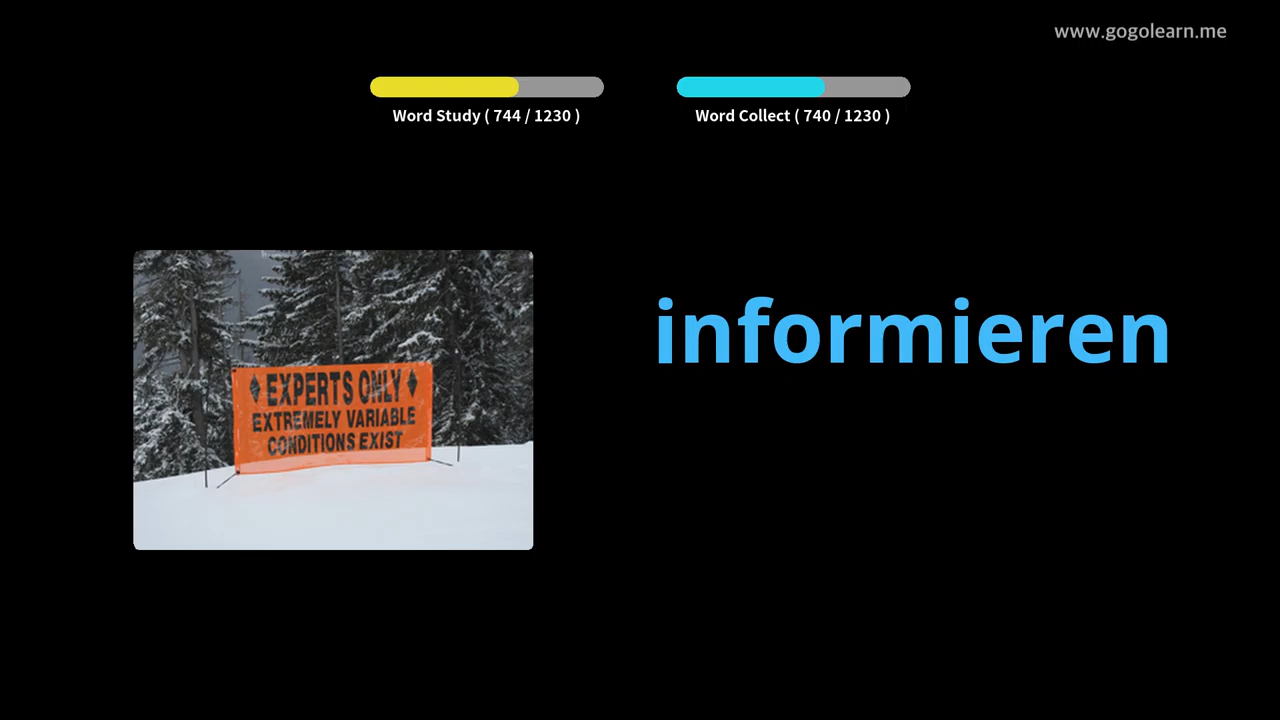 www.gogolearn.me
Word Study ( 744 / 1230 )
Word Collect ( 740 / 1230 )
informieren
EXPERTS ONLY
EXTREMELY VARIABLE
CONDITIONS EXIST